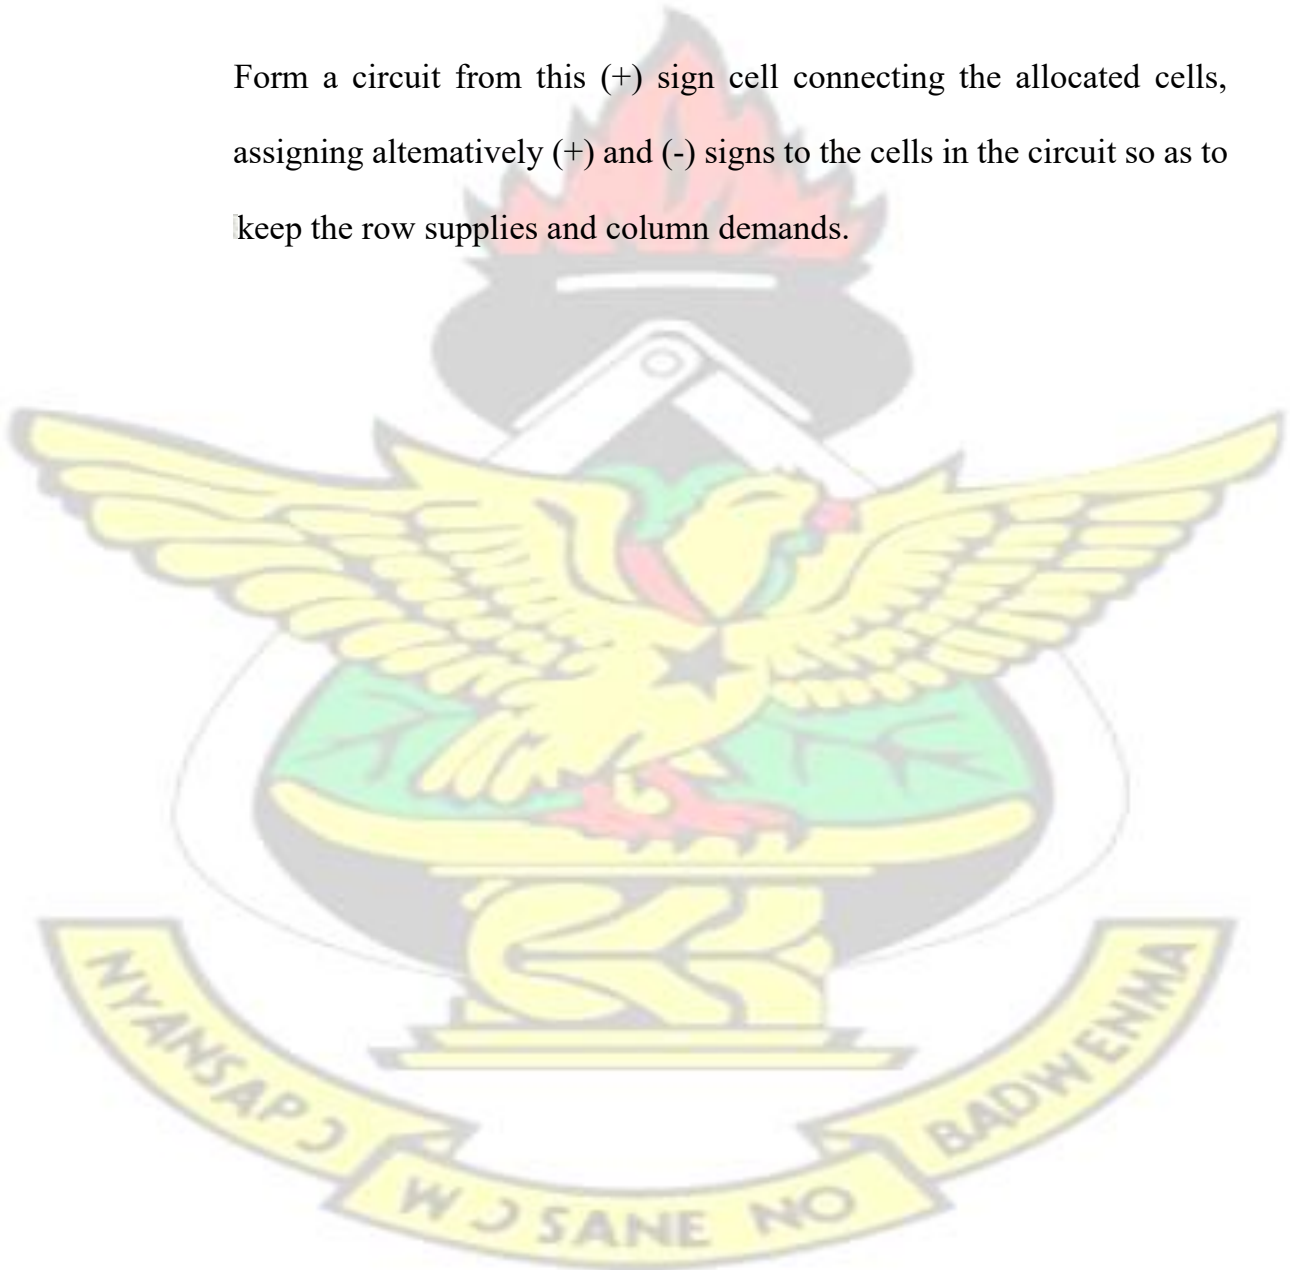 Form a circuit from this (+) sign cell connecting the allocated cells,
assigning altematively (+) and (-) signs to the cells in the circuit so as to
keep the row supplies and column demands.
NYANSAPƆ
WƆ SANE NO
BADWENMA